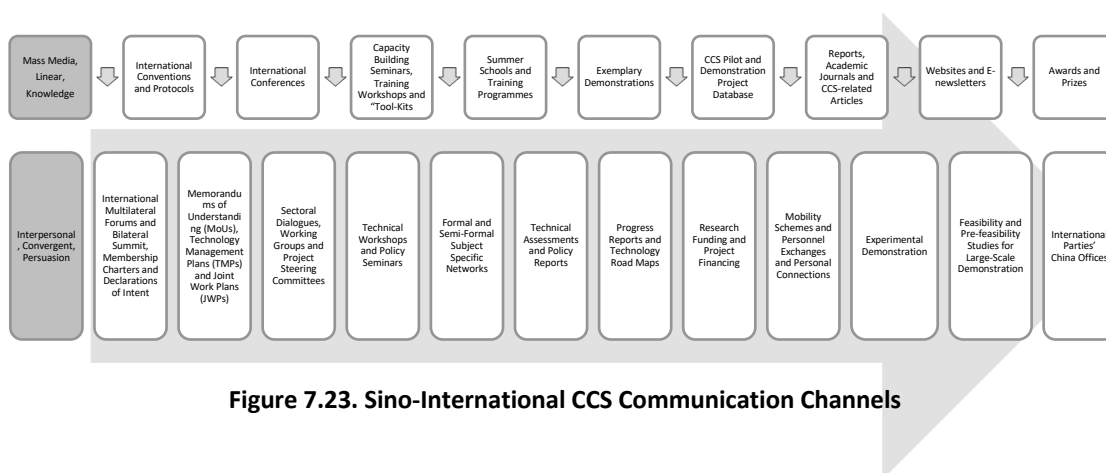 Mass Media,
Linear,
Knowledge
International
Conventions
and Protocols
International
Conferences
Capacity
Building
Seminars,
Training
Workshops and
"Tool-Kits
Summer
Schools and
Training
Programmes
Exemplary
Demonstrations
CCS Pilot and
Demonstration
Project
Database
Reports,
Academic
Journals and
CCS-related
Articles
Websites and E-
newsletters
Awards and
Prizes
Interpersonal
, Convergent,
Persuasion
International
Multilateral
Forums and
Bilateral
Summit,
Membership
Charters and
Declarations
of Intent
Memorandu
ms of
Understandi
ng (MoUs),
Technology
Management
Plans (TMPs)
and Joint
Work Plans
(JWPs)
Sectoral
Dialogues,
Working
Groups and
Project
Steering
Committees
Technical
Workshops
and Policy
Seminars
Formal and
Semi-Formal
Subject
Specific
Networks
Technical
Assessments
and Policy
Reports
Progress
Reports and
Technology
Road Maps
Research
Funding and
Project
Financing
Mobility
Schemes and
Personnel
Exchanges
and Personal
Connections
Experimental
Demonstration
Feasibility and
Pre-feasibility
Studies for
Large-Scale
Demonstration
International
Parties'
China Offices
Figure 7.23. Sino-International CCS Communication Channels